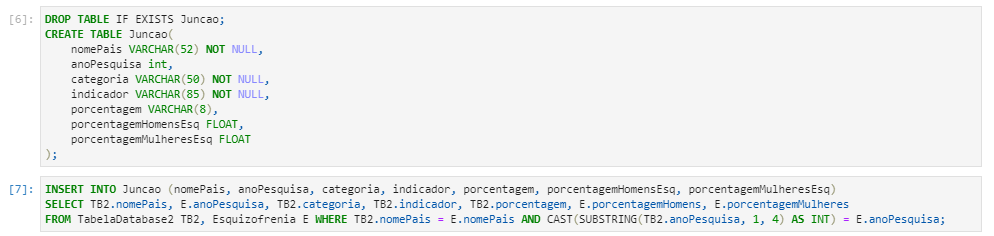 [6]: DROP TABLE IF EXISTS Juncao;
CREATE TABLE Juncao(
    nomePais VARCHAR(52) NOT NULL,
    anoPesquisa int,
    categoria VARCHAR(50) NOT NULL,
    indicador VARCHAR(85) NOT NULL,
    porcentagem VARCHAR(8),
    porcentagemHomensEsq FLOAT,
    porcentagemMulheresEsq FLOAT
);
[7]: INSERT INTO Juncao (nomePais, anoPesquisa, categoria, indicador, porcentagem, porcentagemHomensEsq, porcentagemMulheresEsq)
SELECT TB2.nomePais, E.anoPesquisa, TB2.categoria, TB2.indicador, TB2.porcentagem, E.porcentagemHomens, E.porcentagemMulheres
FROM TabelaDatabase2 TB2, Esquizofrenia E WHERE TB2.nomePais = E.nomePais AND CAST(SUBSTRING(TB2.anoPesquisa, 1, 4) AS INT) = E.anoPesquisa;